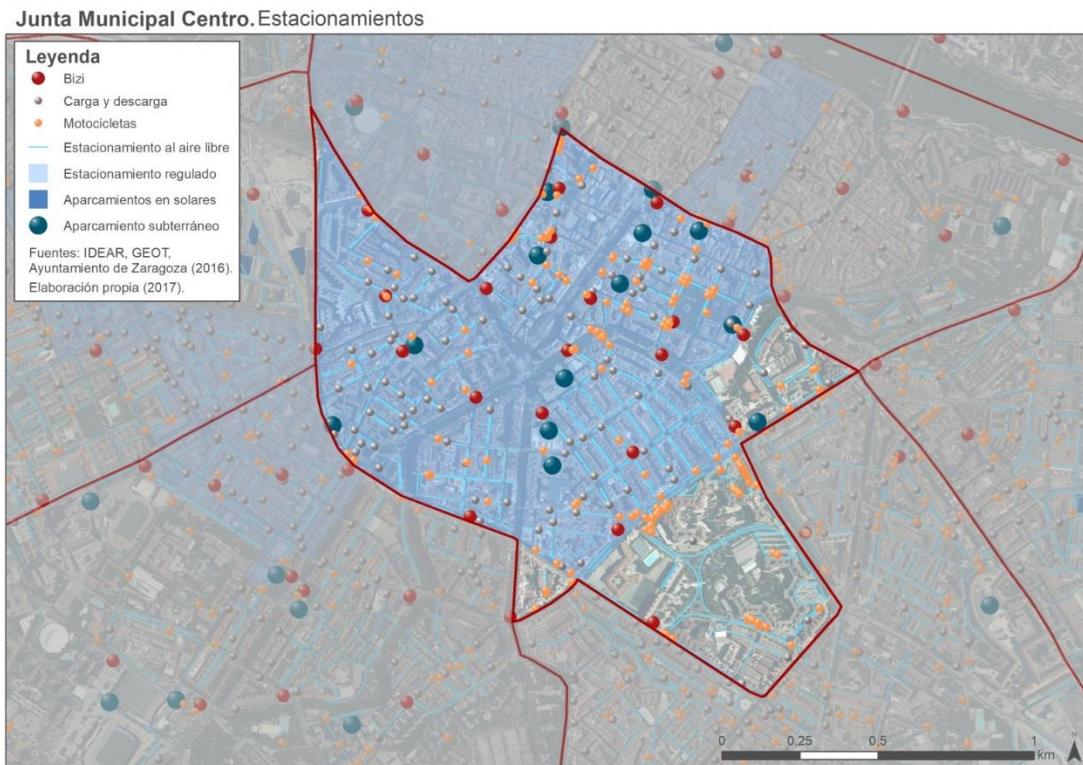 Junta Municipal Centro. Estacionamientos
Leyenda
Bizi
Carga y descarga
Motocicletas
Estacionamiento al aire libre
Estacionamiento regulado
Aparcamientos en solares
Aparcamiento subterráneo
Fuentes: IDEAR, GEOT,
Ayuntamiento de Zaragoza (2016).
Elaboración propia (2017).
N
0 0,25 0,5 1
km